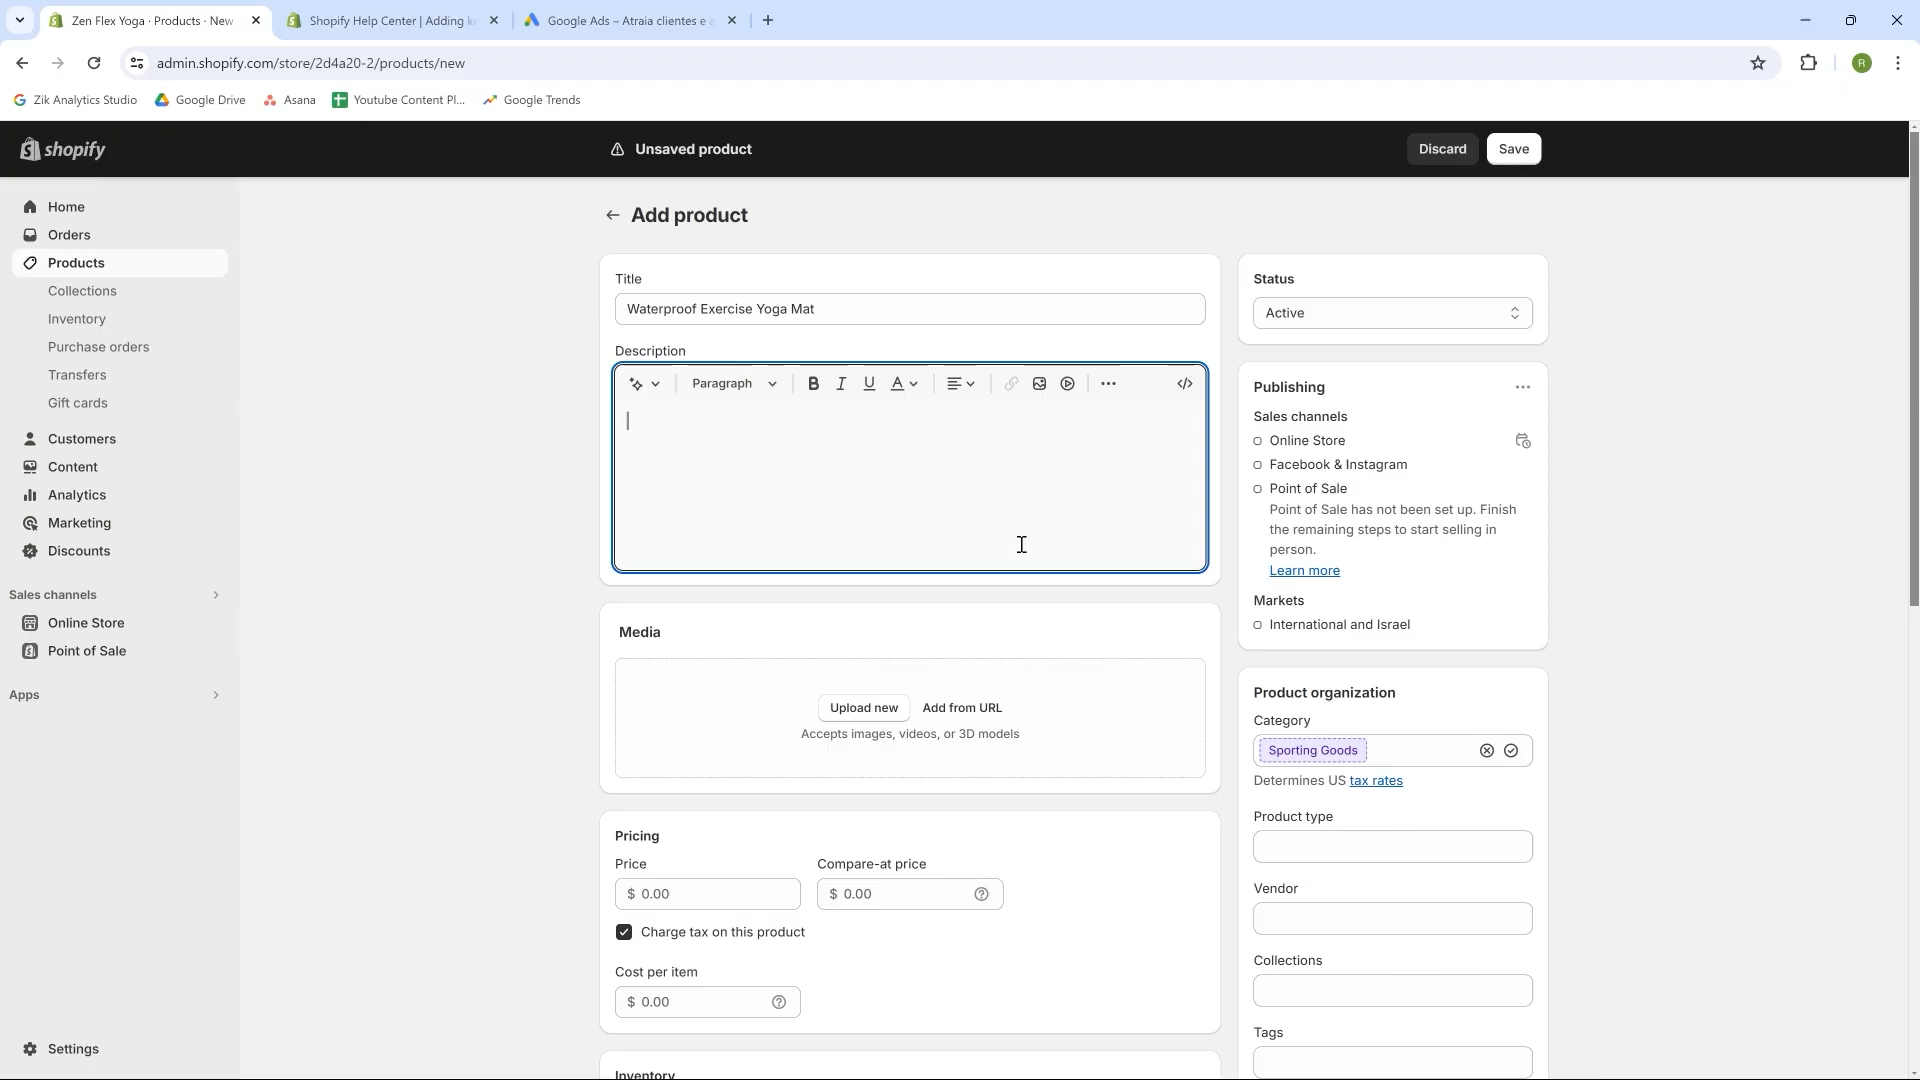 Zen Flex Yoga · Products · New
Shopify Help Center | Adding k
Google Ads – Atraia clientes e a
admin.shopify.com/store/2d4a20-2/products/new
R
Zik Analytics Studio
Google Drive
Asana
Youtube Content Pl...
Google Trends
shopify
Unsaved product
Discard
Save
Home
Orders
Products
Collections
Inventory
Purchase orders
Transfers
Gift cards
Customers
Content
Analytics
Marketing
Discounts
Sales channels
Online Store
Point of Sale
Apps
Settings
Add product
Title
Waterproof Exercise Yoga Mat
Description
Paragraph
B I U A
Media
Upload new Add from URL
Accepts images, videos, or 3D models
Pricing
Price Compare-at price
$ 0.00 $ 0.00
Charge tax on this product
Cost per item
$ 0.00
Inventory
Status
Active
Publishing
Sales channels
Online Store
Facebook & Instagram
Point of Sale
Point of Sale has not been set up. Finish
the remaining steps to start selling in
person.
Learn more
Markets
International and Israel
Product organization
Category
Sporting Goods
Determines US tax rates
Product type
Vendor
Collections
Tags